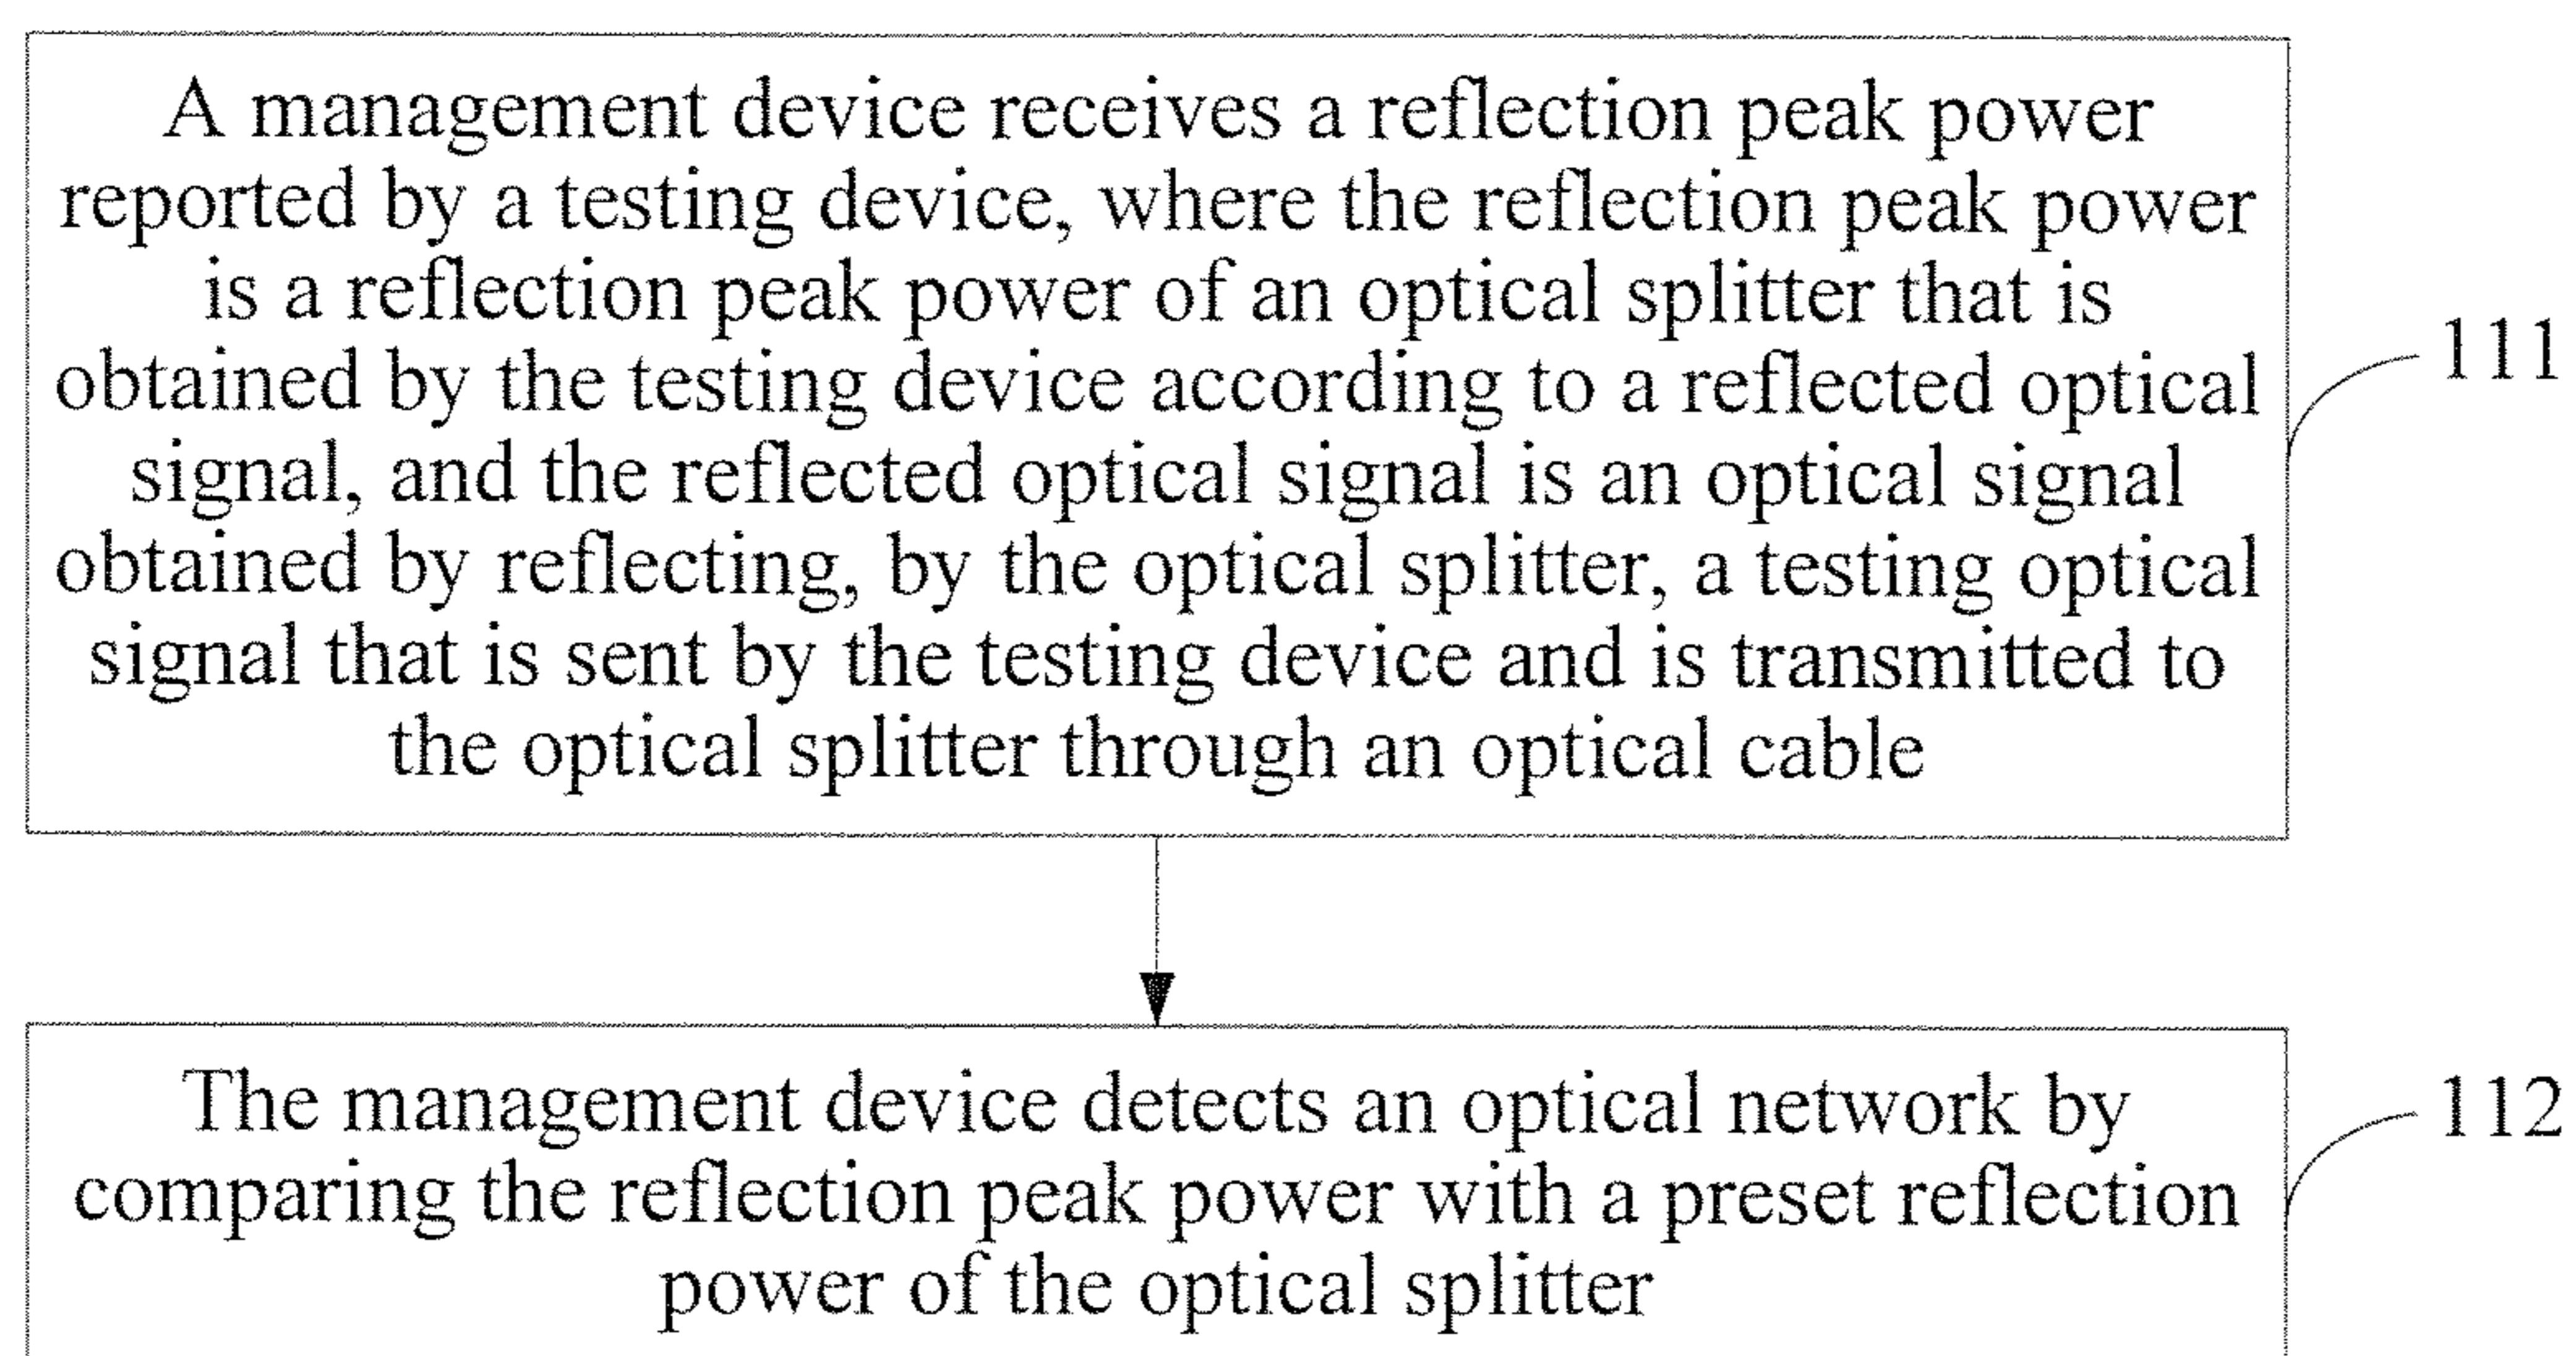 A management device receives a reflection peak power
reported by a testing device, where the reflection peak power
is a reflection peak power of an optical splitter that is
obtained by the testing device according to a reflected optical
signal, and the reflected optical signal is an optical signal
obtained by reflecting, by the optical splitter, a testing optical
signal that is sent by the testing device and is transmitted to
the optical splitter through an optical cable
111
The management device detects an optical network by
comparing the reflection peak power with a preset reflection
power of the optical splitter
112